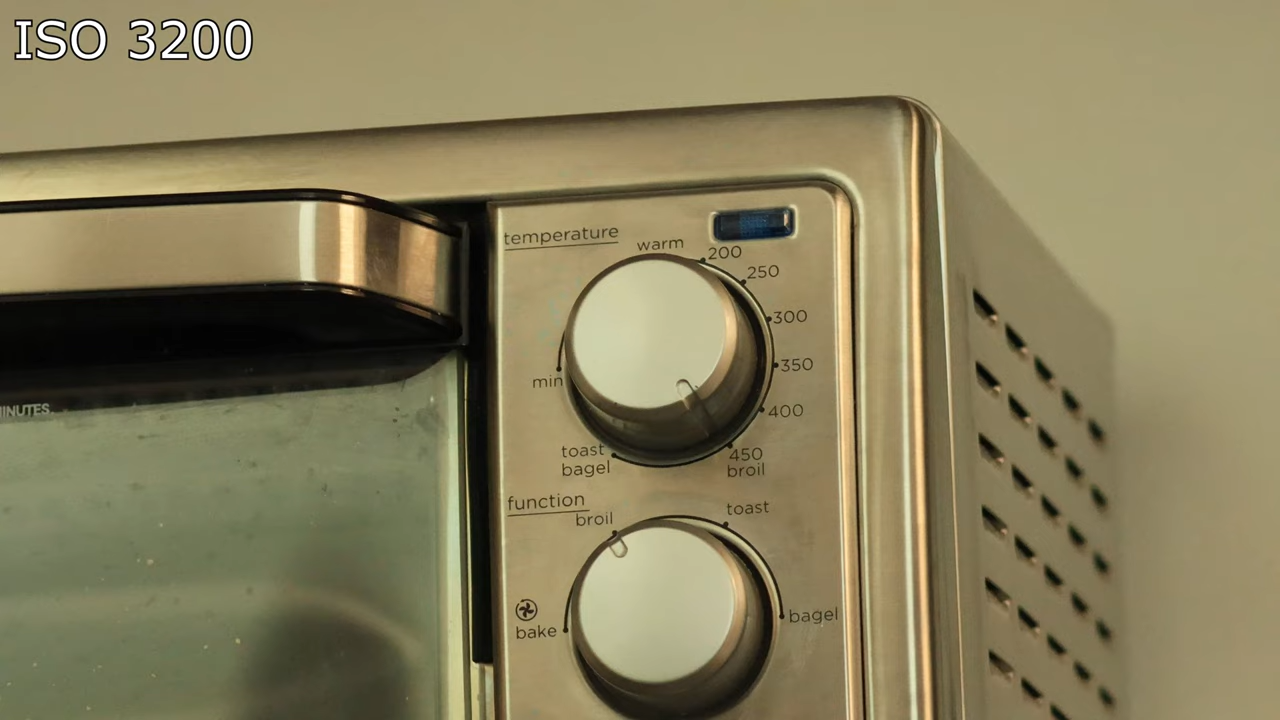 ISO 3200
temperature
warm
200
250
300
350
400
450
broil
min
toast
bagel
MINUTES
function
broil
toast
bake
bagel